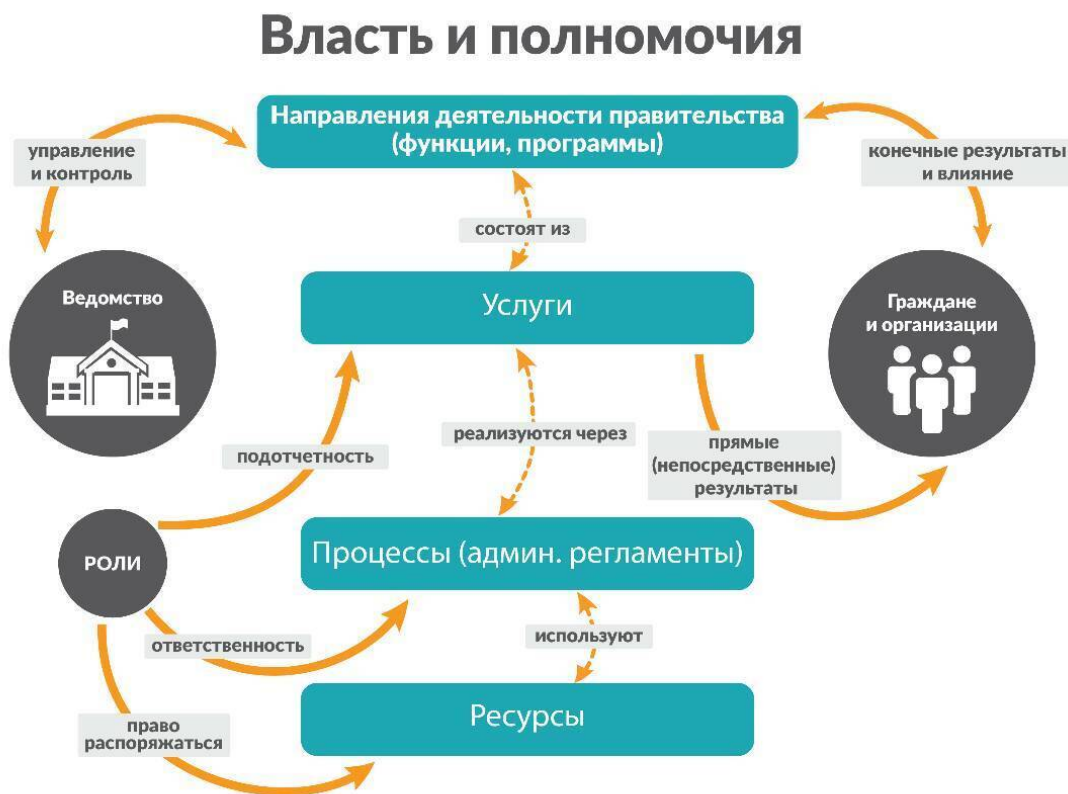 Власть и полномочия
Направления деятельности правительства
(функции, программы)
управление
и контроль
конечные результаты
и влияние
состоят из
Ведомство
Услуги
Граждане
и организации
подотчетность
реализуются через
прямые
(непосредственные)
результаты
РОЛИ
Процессы (админ. регламенты)
ответственность
используют
Ресурсы
право
распоряжаться